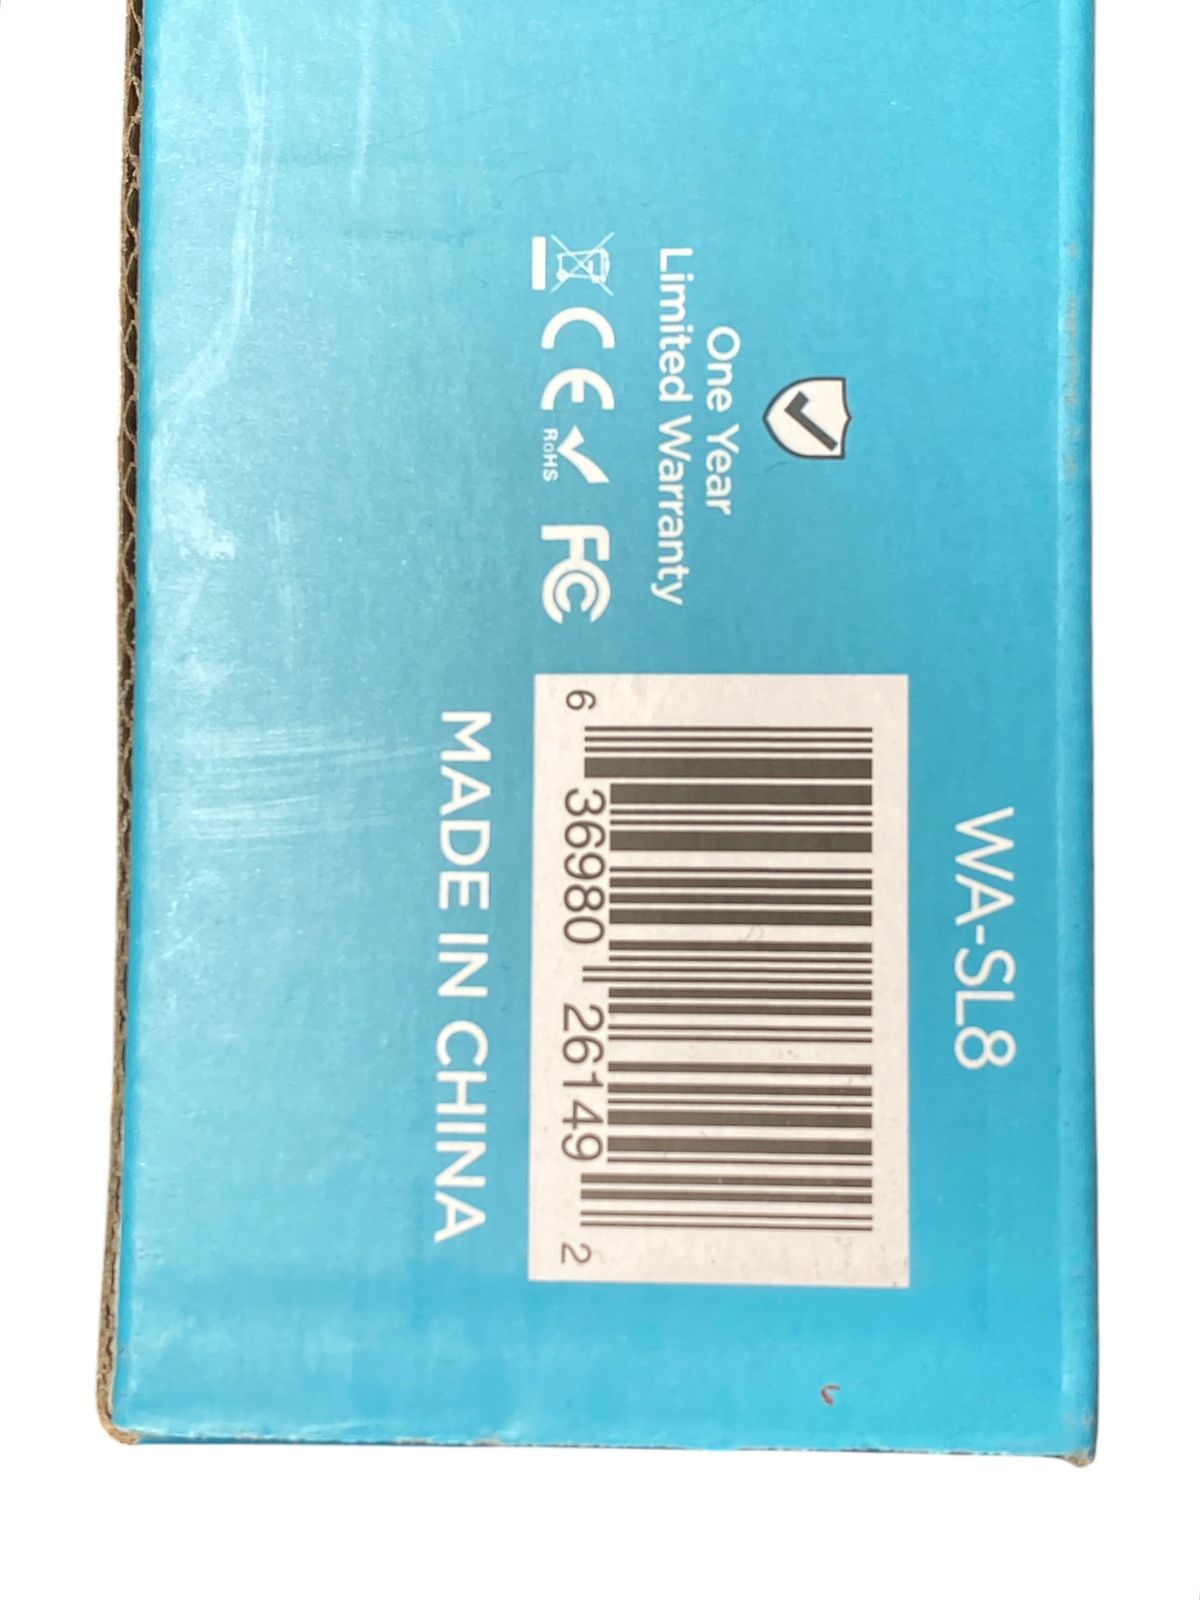 WA-SL8
One Year
Limited Warranty
CE
RoHS
FC
6 36980 26149 2
MADE IN CHINA